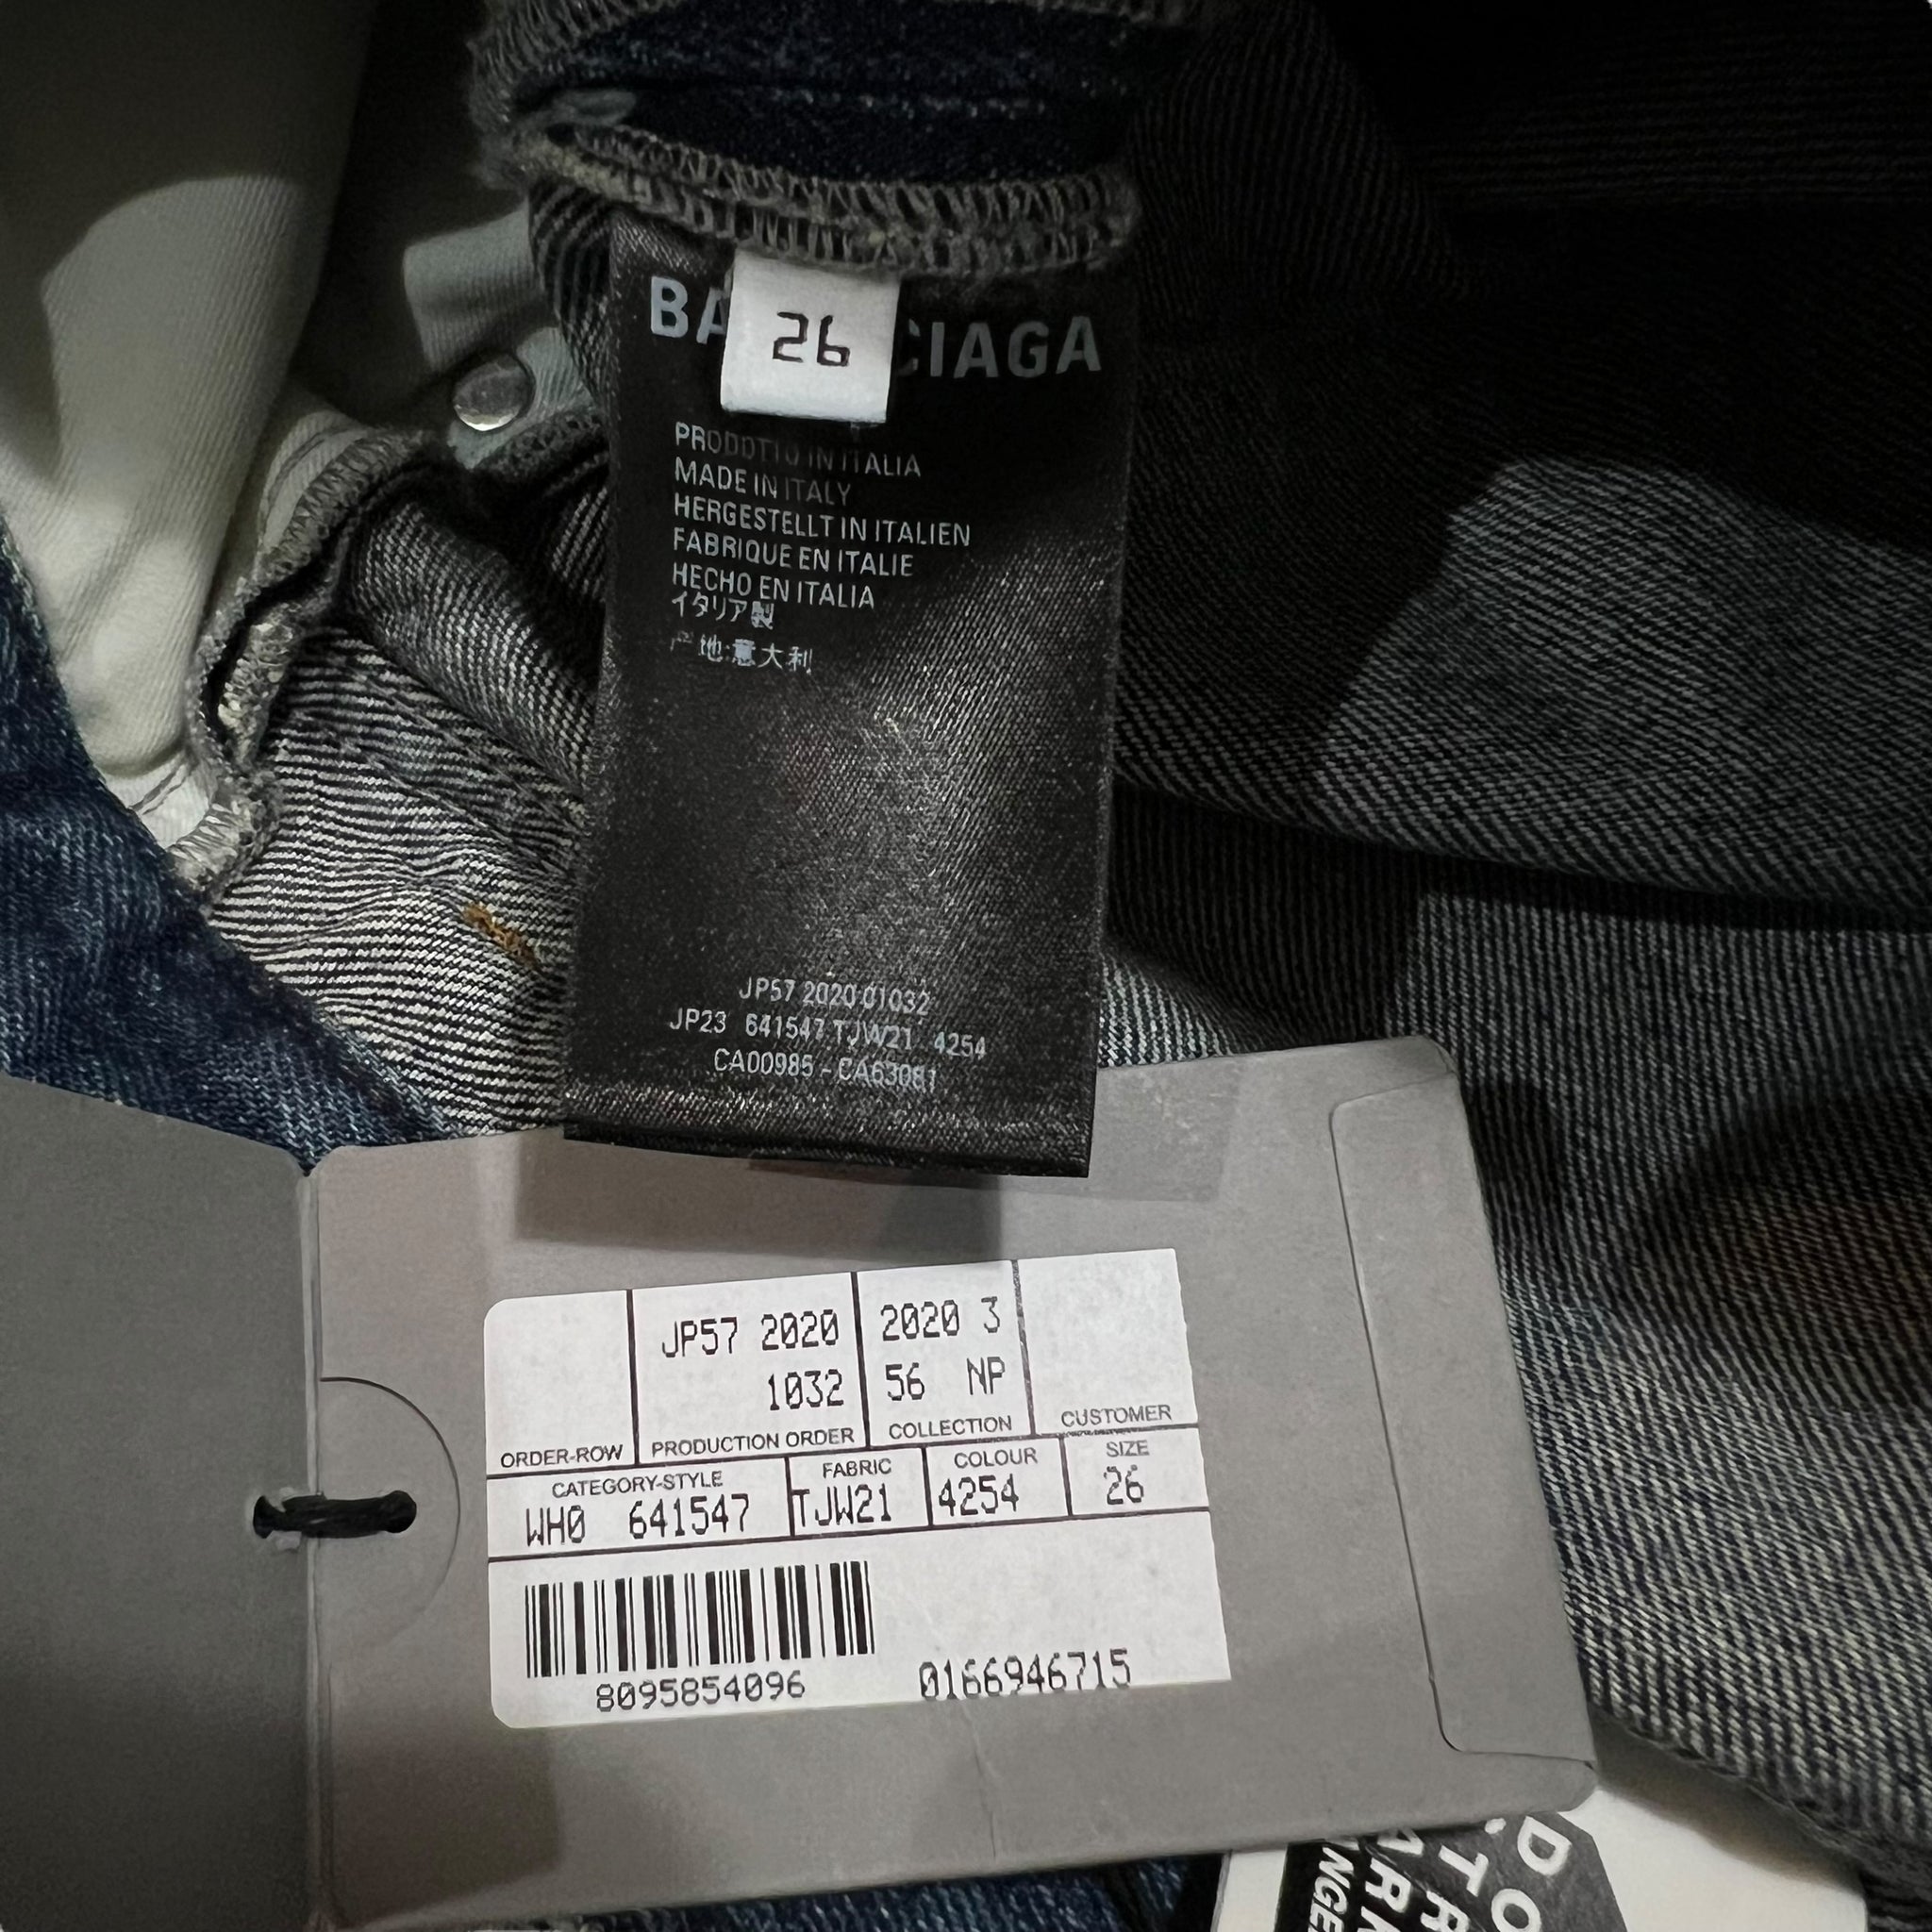 BA CIAGA
26
PRODOTTO IN ITALIA
MADE IN ITALY
HERGESTELLT IN ITALIEN
FABRIQUE EN ITALIE
HECHO EN ITALIA
イタリア製
产地:意大利
JP57 2020 01032
JP23 641547 TJW21 4254
CA00985 - CA63081
JP57 2020 2020 3
1032 56 NP
ORDER-ROW PRODUCTION ORDER COLLECTION CUSTOMER
CATEGORY-STYLE FABRIC COLOUR SIZE
WH0 641547 TJW21 4254 26
8095854096 0166946715
DO